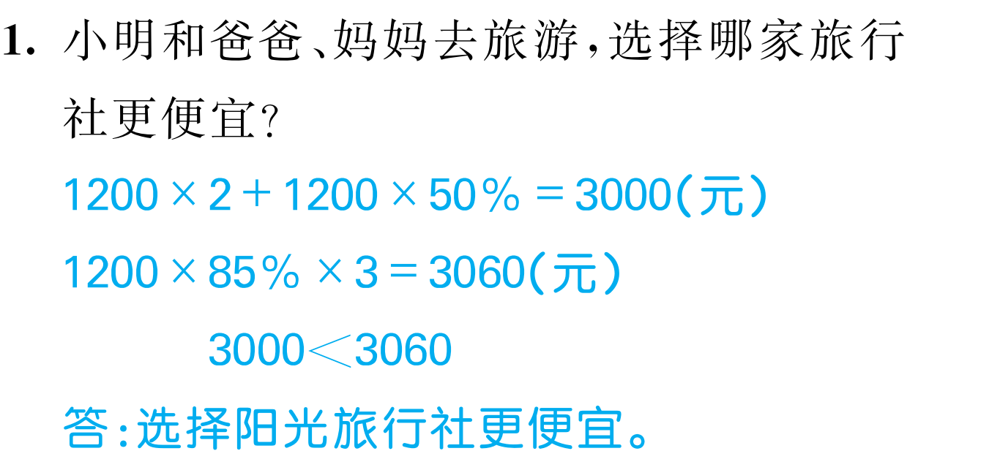 1. 小明和爸爸、妈妈去旅游,选择哪家旅行
社更便宜?
1200×2+1200×50%=3000(元)
1200×85%×3=3060(元)
3000<3060
答:选择阳光旅行社更便宜。